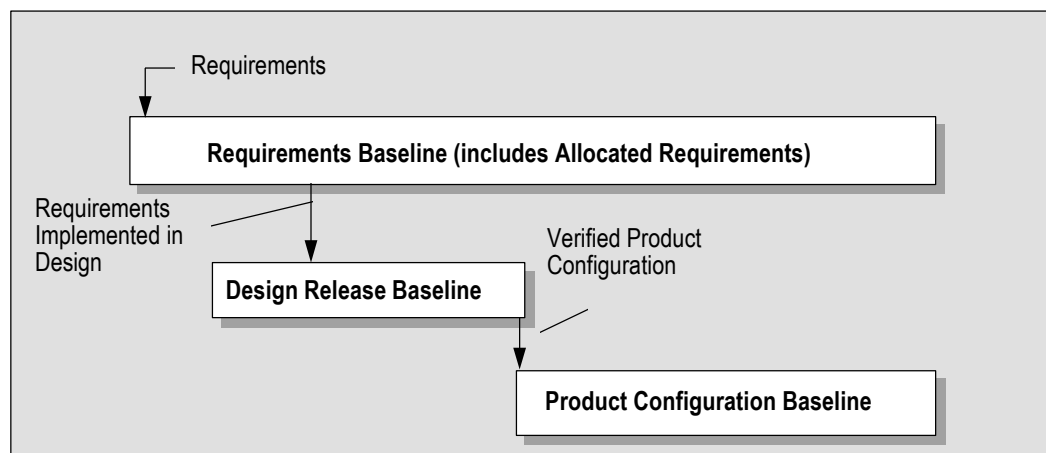 Requirements
Requirements Baseline (includes Allocated Requirements)
Requirements
Implemented in
Design
Verified Product
Configuration
Design Release Baseline
Product Configuration Baseline